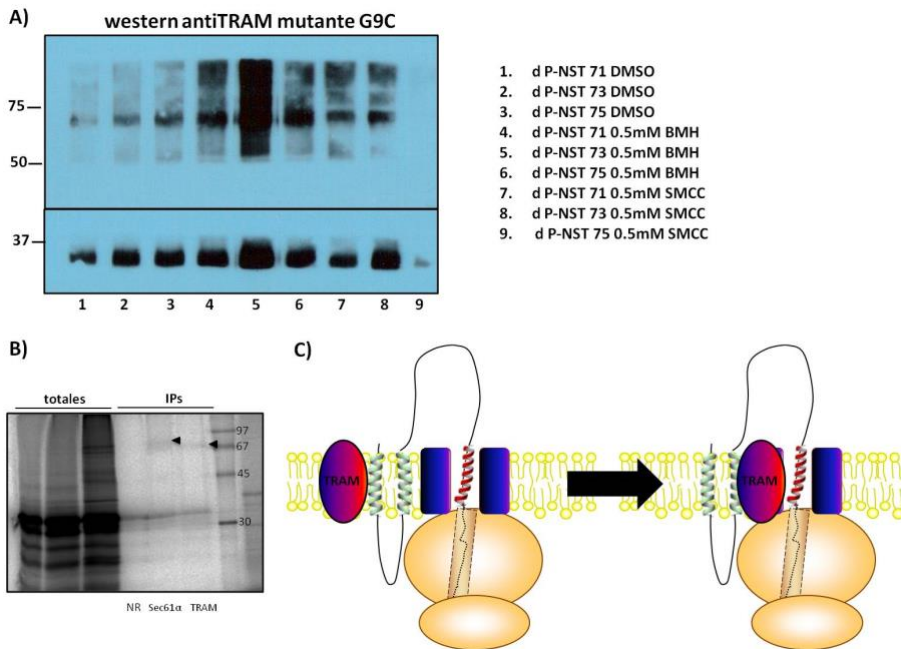 A)
western antiTRAM mutante G9C
75
50
37
1 2 3 4 5 6 7 8 9
1. d P-NST 71 DMSO
2. d P-NST 73 DMSO
3. d P-NST 75 DMSO
4. d P-NST 71 0.5mM BMH
5. d P-NST 73 0.5mM BMH
6. d P-NST 75 0.5mM BMH
7. d P-NST 71 0.5mM SMCC
8. d P-NST 73 0.5mM SMCC
9. d P-NST 75 0.5mM SMCC
B)
totales IPs
97
67
45
30
NR Sec61α TRAM
C)
TRAM TRAM